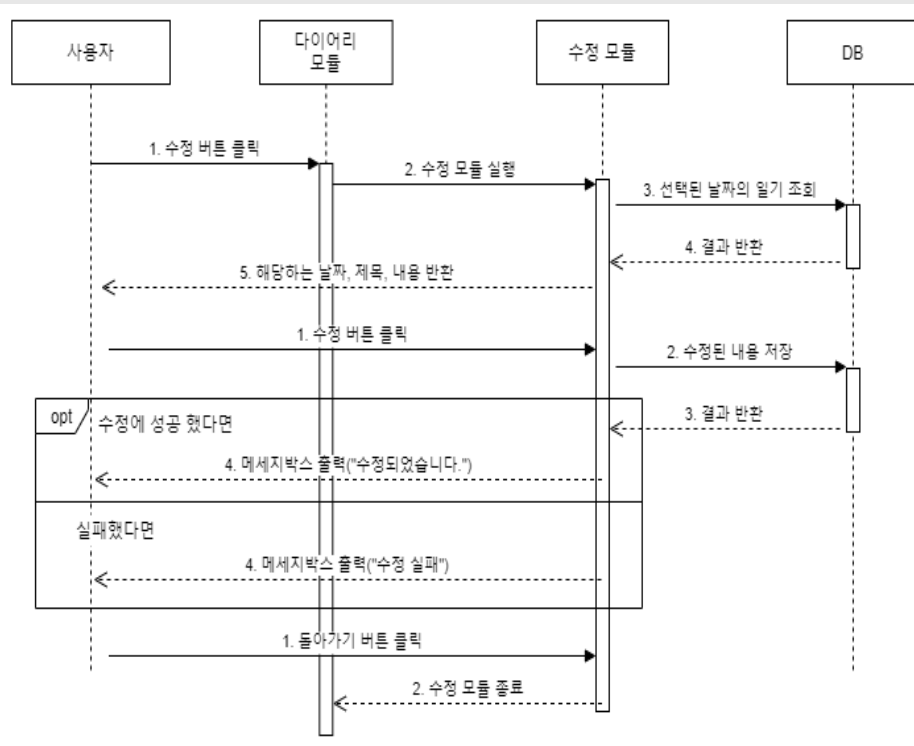 사용자
다이어리
모듈
수정 모듈
DB
1. 수정 버튼 클릭
2. 수정 모듈 실행
3. 선택된 날짜의 일기 조회
4. 결과 반환
5. 해당하는 날짜, 제목, 내용 반환
1. 수정 버튼 클릭
2. 수정된 내용 저장
opt
수정에 성공 했다면
3. 결과 반환
4. 메세지박스 출력("수정되었습니다.")
실패했다면
4. 메세지박스 출력("수정 실패")
1. 돌아가기 버튼 클릭
2. 수정 모듈 종료